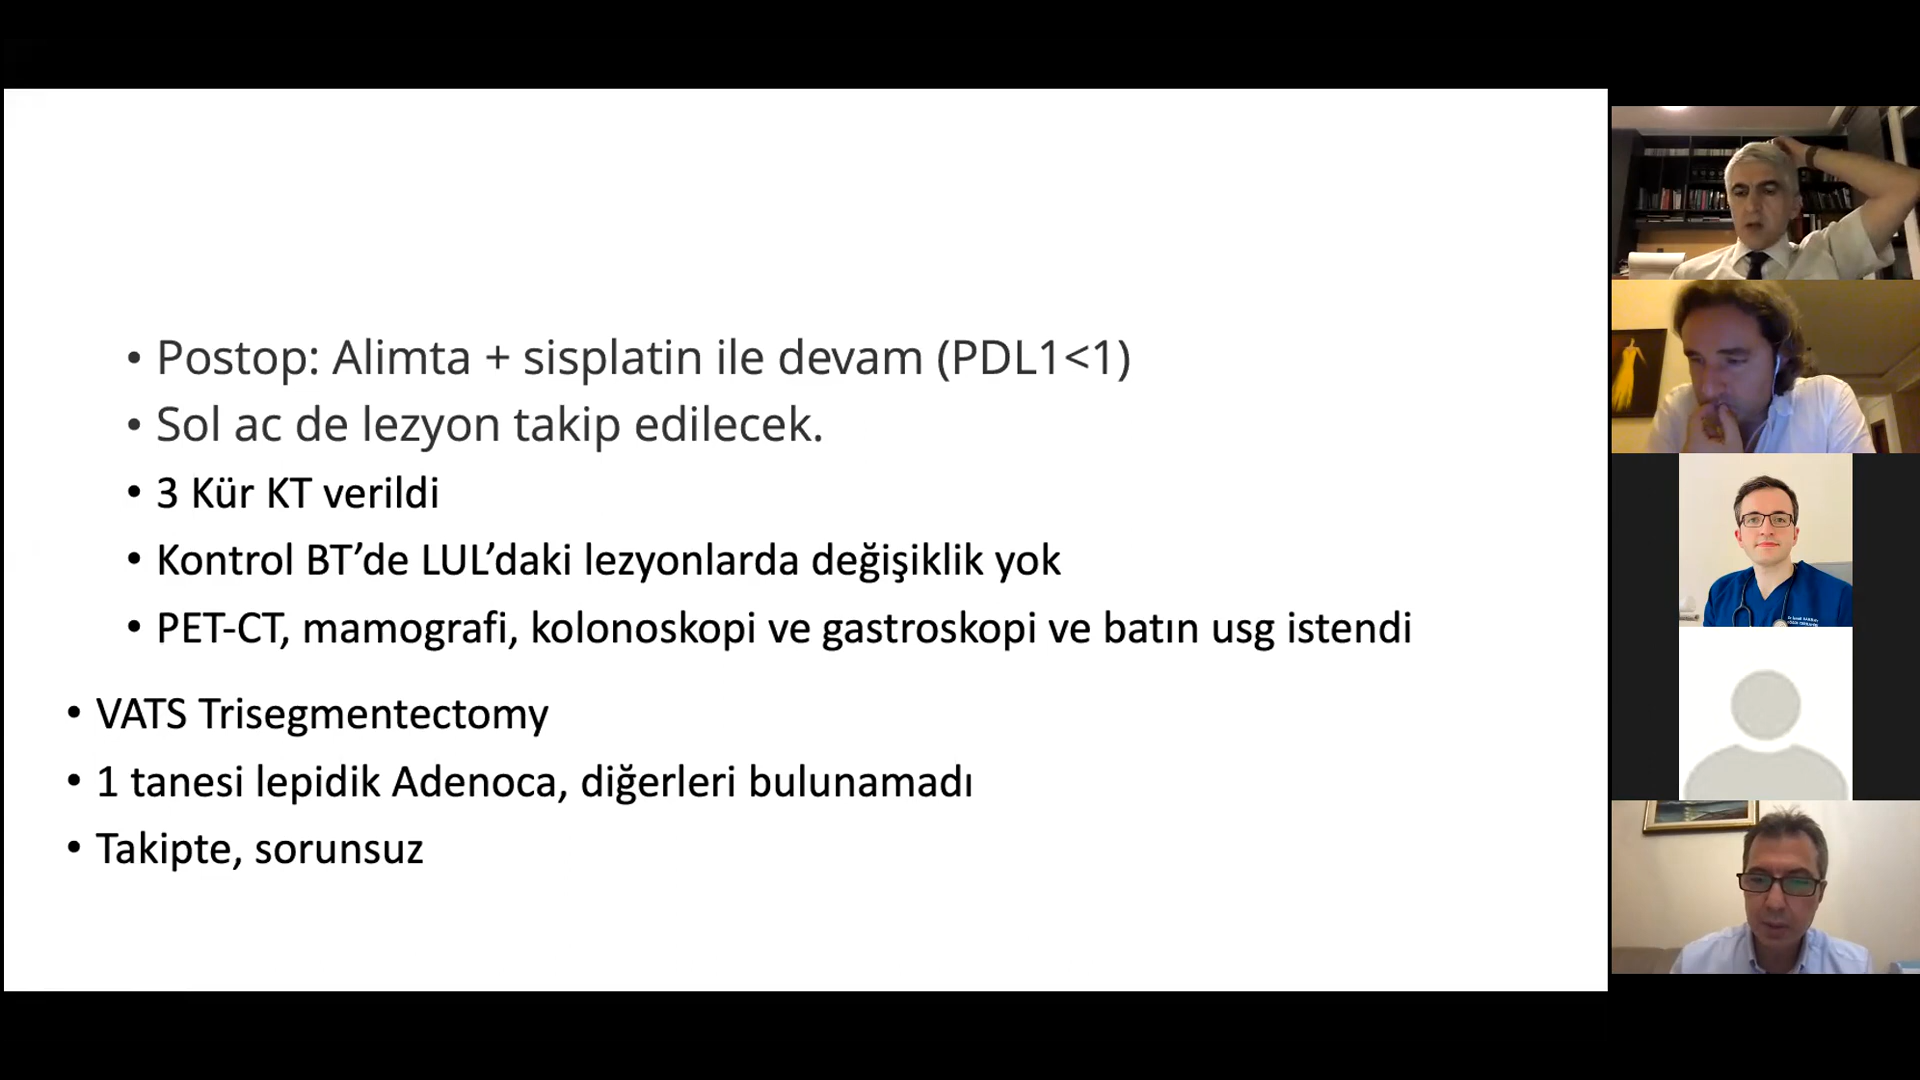 • Postop: Alimta + sisplatin ile devam (PDL1<1)
• Sol ac de lezyon takip edilecek.
• 3 Kür KT verildi
• Kontrol BT’de LUL’daki lezyonlarda değişiklik yok
• PET-CT, mamografi, kolonoskopi ve gastroskopi ve batın usg istendi
• VATS Trisegmentectomy
• 1 tanesi lepidik Adenoca, diğerleri bulunamadı
• Takipte, sorunsuz